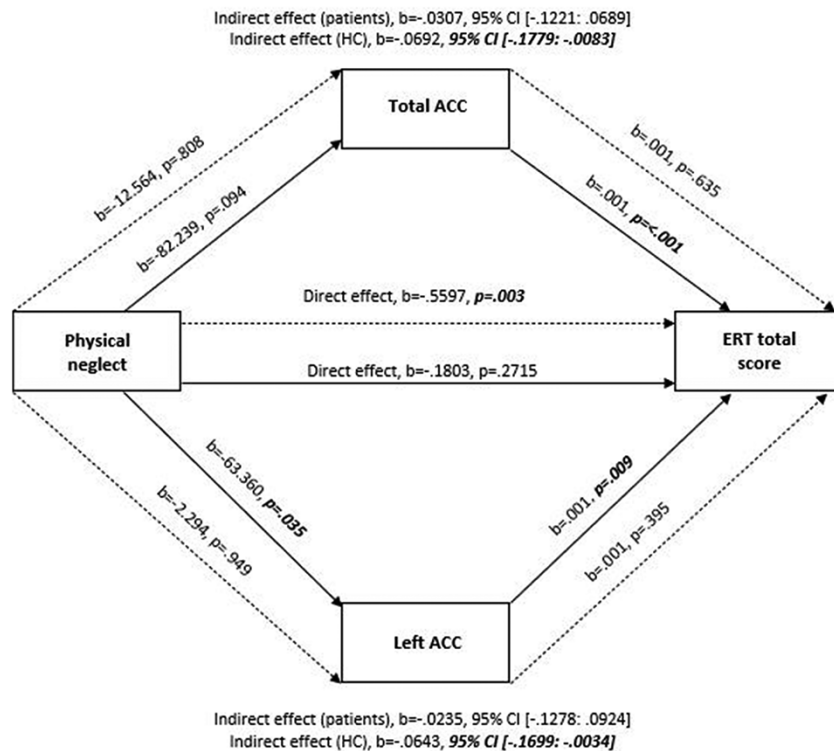 Indirect effect (patients), b=-.0307, 95% CI [-.1221: .0689]
Indirect effect (HC), b=-.0692, 95% CI [-.1779: -.0083]
Total ACC
b=-12.564, p=.808
b=-82.239, p=.094
b=.001, p=.635
b=.001, p=<.001
Direct effect, b=-.5597, p=.003
Physical
neglect
ERT total
score
Direct effect, b=-.1803, p=.2715
b=-63.360, p=.035
b=-2.294, p=.949
b=.001, p=.009
b=.001, p=.395
Left ACC
Indirect effect (patients), b=-.0235, 95% CI [-.1278: .0924]
Indirect effect (HC), b=-.0643, 95% CI [-.1699: -.0034]